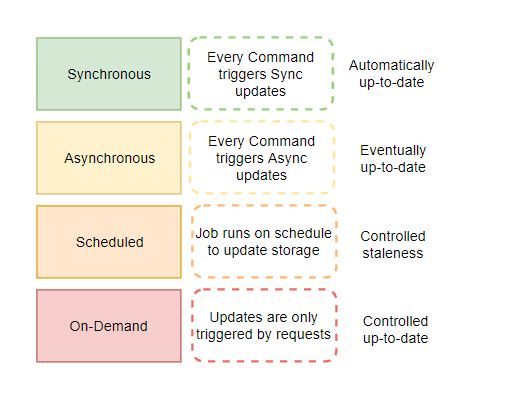 Synchronous
Every Command
triggers Sync
updates
Automatically
up-to-date
Asynchronous
Every Command
triggers Async
updates
Eventually
up-to-date
Scheduled
Job runs on schedule
to update storage
Controlled
staleness
On-Demand
Updates are only
triggered by requests
Controlled
up-to-date